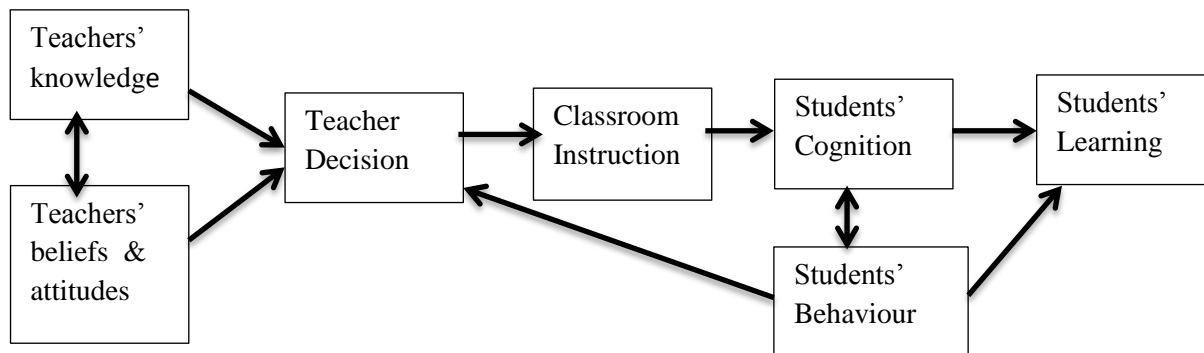 Teachers’
knowledge
Teachers’
beliefs & 
attitudes
Teacher
Decision
Classroom
Instruction
Students’
Cognition
Students’
Behaviour
Students’
Learning